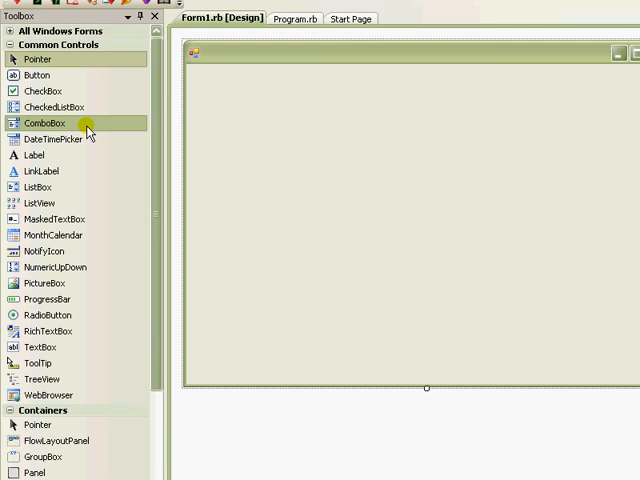 Toolbox
Form1.rb [Design]
Program.rb
Start Page
All Windows Forms
Common Controls
Pointer
Button
CheckBox
CheckedListBox
ComboBox
DateTimePicker
Label
LinkLabel
ListBox
ListView
MaskedTextBox
MonthCalendar
NotifyIcon
NumericUpDown
PictureBox
ProgressBar
RadioButton
RichTextBox
TextBox
ToolTip
TreeView
WebBrowser
Containers
Pointer
FlowLayoutPanel
GroupBox
Panel